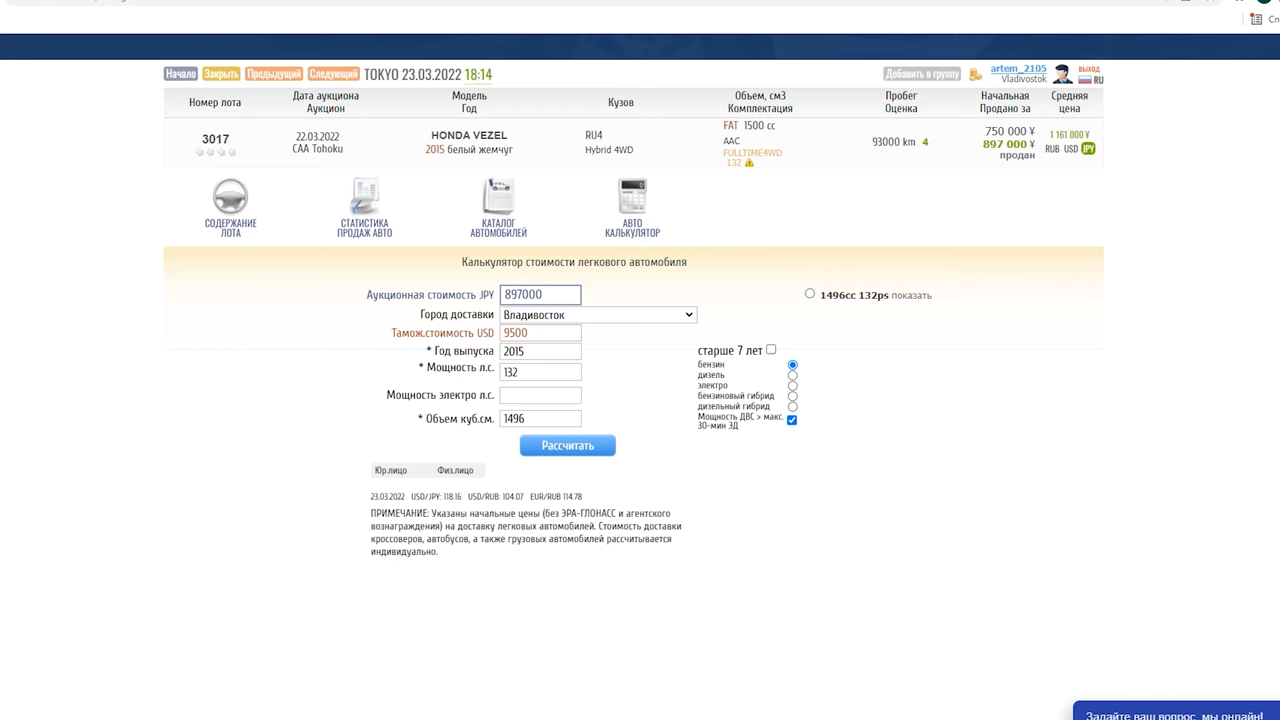 Сп
Начало Закрыть Предыдущий Следующий TOKYO 23.03.2022 18:14 Добавить в группу artem_2105 выход
Vladivostok RU
Номер лота Дата аукциона Модель Кузов Объем, см3 Пробег Начальная Средняя
Аукцион Год Комплектация Оценка Продано за цена
3017 22.03.2022 HONDA VEZEL RU4 FAT 1500 cc 93000 km 4 750 000 ¥ 1 161 000 ¥
CAA Tohoku 2015 белый жемчуг Hybrid 4WD AAC 897 000 ¥ RUB USD JPY
FULLTIME4WD продан
132
СОДЕРЖАНИЕ СТАТИСТИКА КАТАЛОГ АВТО
ЛОТА ПРОДАЖ АВТО АВТОМОБИЛЕЙ КАЛЬКУЛЯТОР
Калькулятор стоимости легкового автомобиля
Аукционная стоимость JPY 897000 1496cc 132ps показать
Город доставки Владивосток
Тамож.стоимость USD 9500
* Год выпуска 2015 старше 7 лет
* Мощность л.с. 132 бензин
дизель
электро
Мощность электро л.с. бензиновый гибрид
дизельный гибрид
* Объем куб.см. 1496 Мощность ДВС > макс.
30-мин ЭД
Рассчитать
Юр.лицо Физ.лицо
23.03.2022 USD/JPY: 118.16 USD/RUB: 104.07 EUR/RUB 114.78
ПРИМЕЧАНИЕ: Указаны начальные цены (без ЭРА-ГЛОНАСС и агентского
вознаграждения) на доставку легковых автомобилей. Стоимость доставки
кроссоверов, автобусов, а также грузовых автомобилей рассчитывается
индивидуально.
Задайте ваш вопрос, мы онлайн!